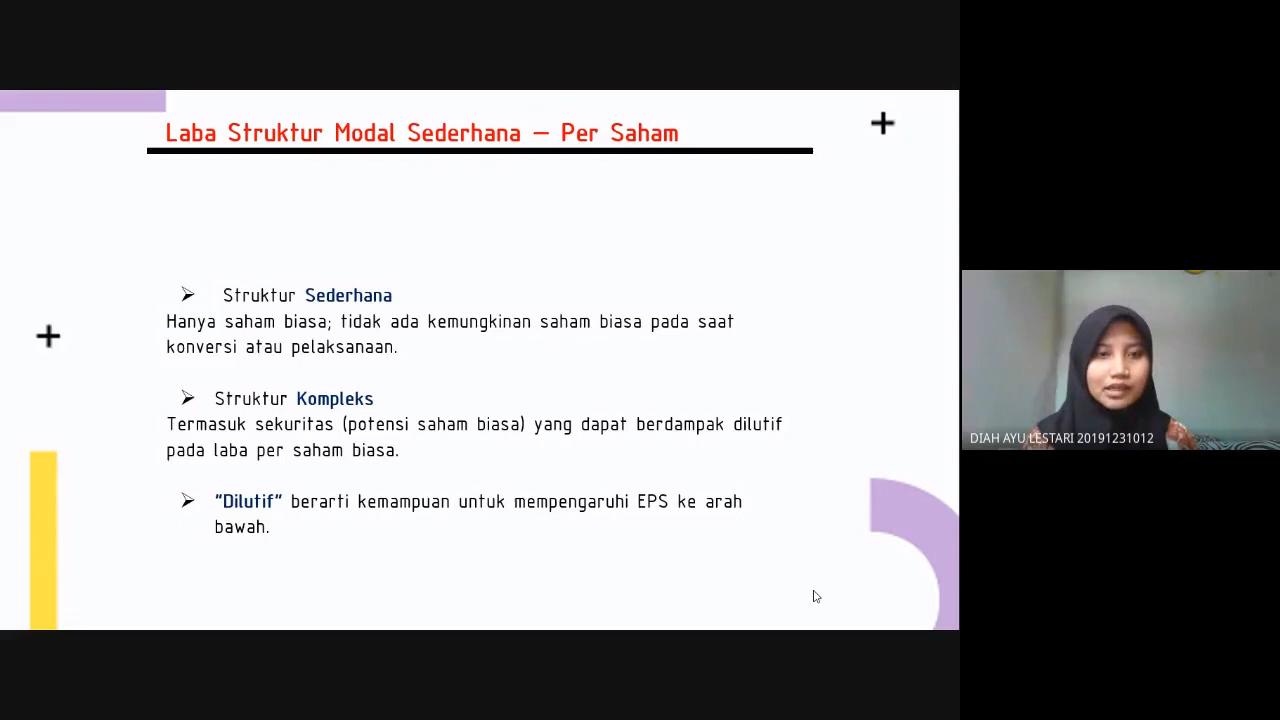 Laba Struktur Modal Sederhana – Per Saham
➢ Struktur Sederhana
Hanya saham biasa; tidak ada kemungkinan saham biasa pada saat
konversi atau pelaksanaan.
➢ Struktur Kompleks
Termasuk sekuritas (potensi saham biasa) yang dapat berdampak dilutif
pada laba per saham biasa.
➢ “Dilutif” berarti kemampuan untuk mempengaruhi EPS ke arah
bawah.
DIAH AYU LESTARI 20191231012